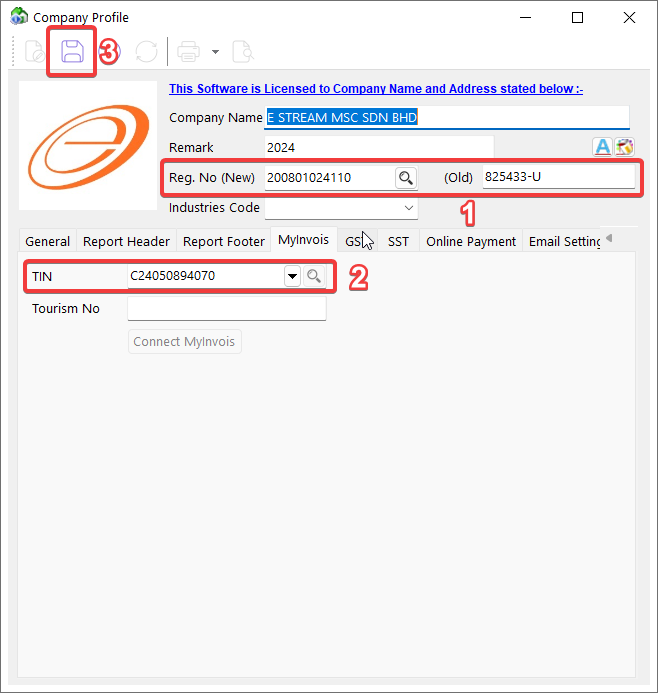 Company Profile
3
This Software is Licensed to Company Name and Address stated below :-
Company Name E STREAM MSC SDN BHD
Remark 2024
A
Reg. No (New) 200801024110 (Old) 825433-U
Industries Code
1
General Report Header Report Footer MyInvois GS SST Online Payment Email Setting
TIN C24050894070
2
Tourism No
Connect MyInvois